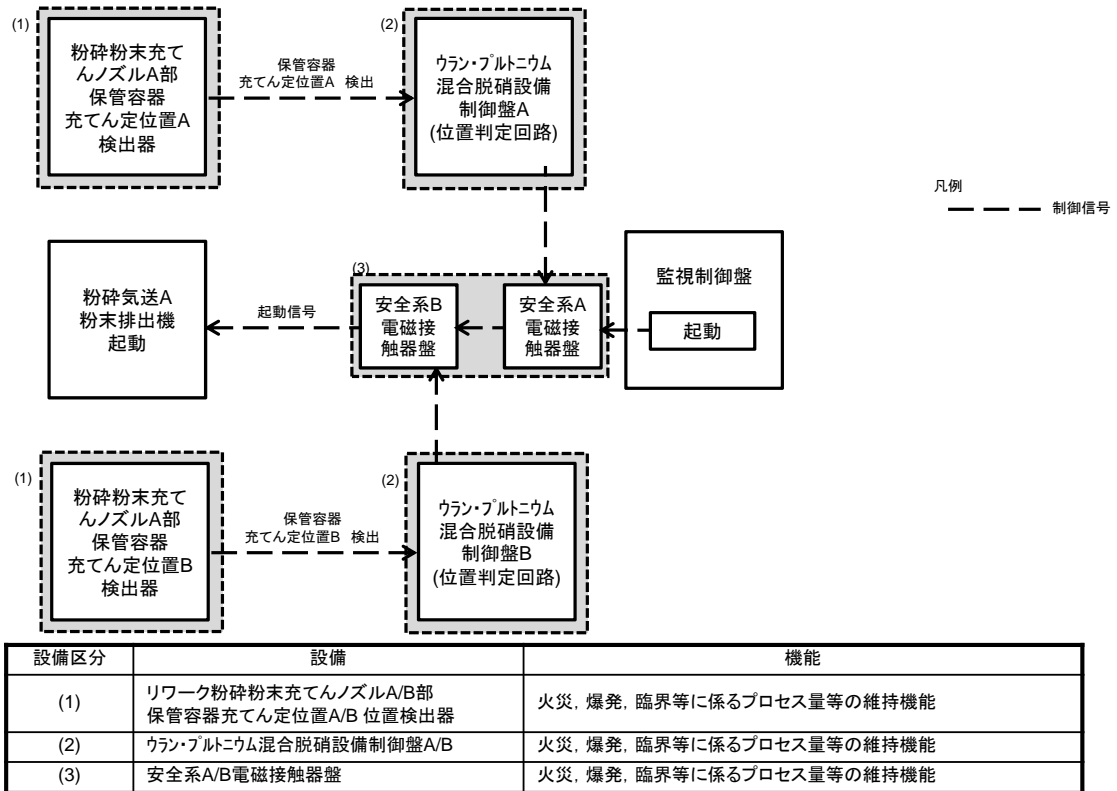 (1)
粉砕粉末充て
んノズルA部
保管容器
充てん定位置A
検出器
保管容器
充てん定位置A 検出
(2)
ウラン・プルトニウム
混合脱硝設備
制御盤A
(位置判定回路)
凡例
制御信号
粉砕気送A
粉末排出機
起動
起動信号
(3)
安全系B
電磁接
触器盤
安全系A
電磁接
触器盤
監視制御盤
起動
(1)
粉砕粉末充て
んノズルA部
保管容器
充てん定位置B
検出器
保管容器
充てん定位置B 検出
(2)
ウラン・プルトニウム
混合脱硝設備
制御盤B
(位置判定回路)
設備区分 設備 機能
(1) リワーク粉砕粉末充てんノズルA/B部
保管容器充てん定位置A/B 位置検出器 火災, 爆発, 臨界等に係るプロセス量等の維持機能
(2) ウラン・プルトニウム混合脱硝設備制御盤A/B 火災, 爆発, 臨界等に係るプロセス量等の維持機能
(3) 安全系A/B電磁接触器盤 火災, 爆発, 臨界等に係るプロセス量等の維持機能